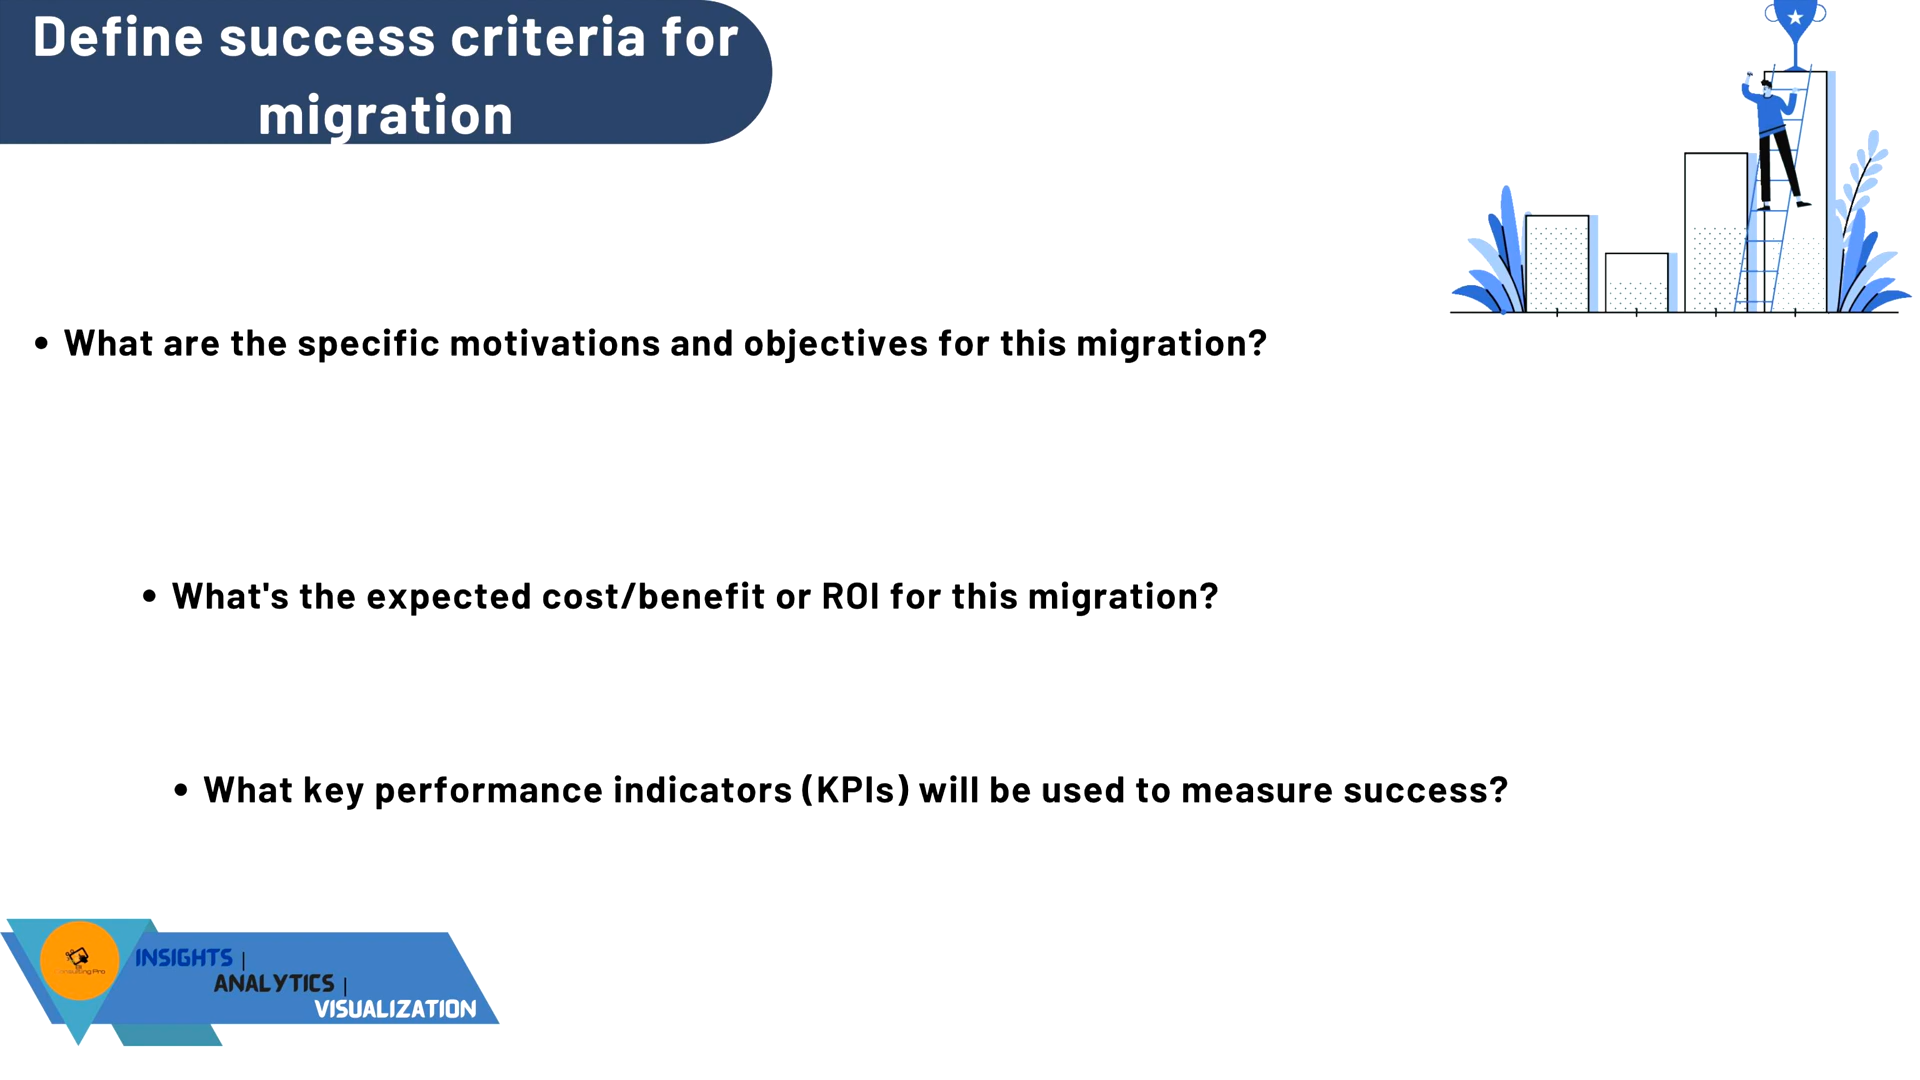 Define success criteria for
migration
• What are the specific motivations and objectives for this migration?
• What's the expected cost/benefit or ROI for this migration?
• What key performance indicators (KPIs) will be used to measure success?
INSIGHTS |
ANALYTICS |
VISUALIZATION